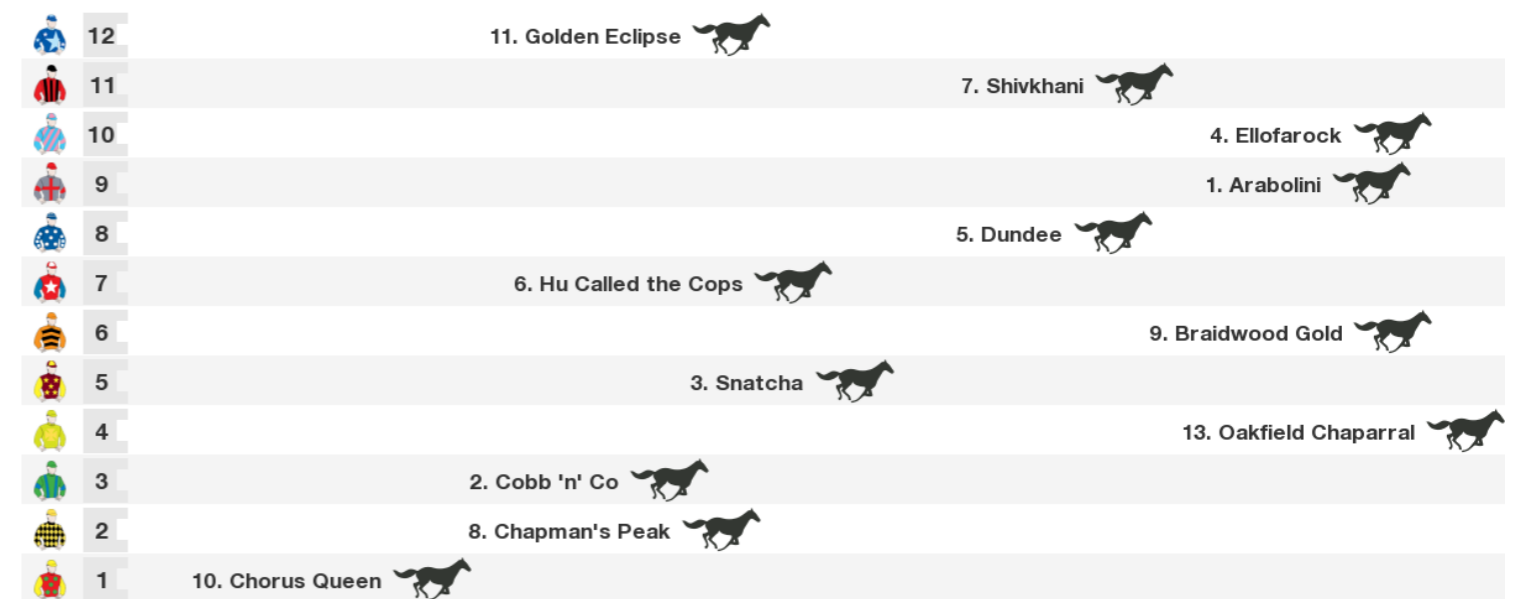 12 11. Golden Eclipse
11 7. Shivkhani
10 4. Ellofarock
9 1. Arabolini
8 5. Dundee
7 6. Hu Called the Cops
6 9. Braidwood Gold
5 3. Snatcha
4 13. Oakfield Chaparral
3 2. Cobb 'n' Co
2 8. Chapman's Peak
1 10. Chorus Queen